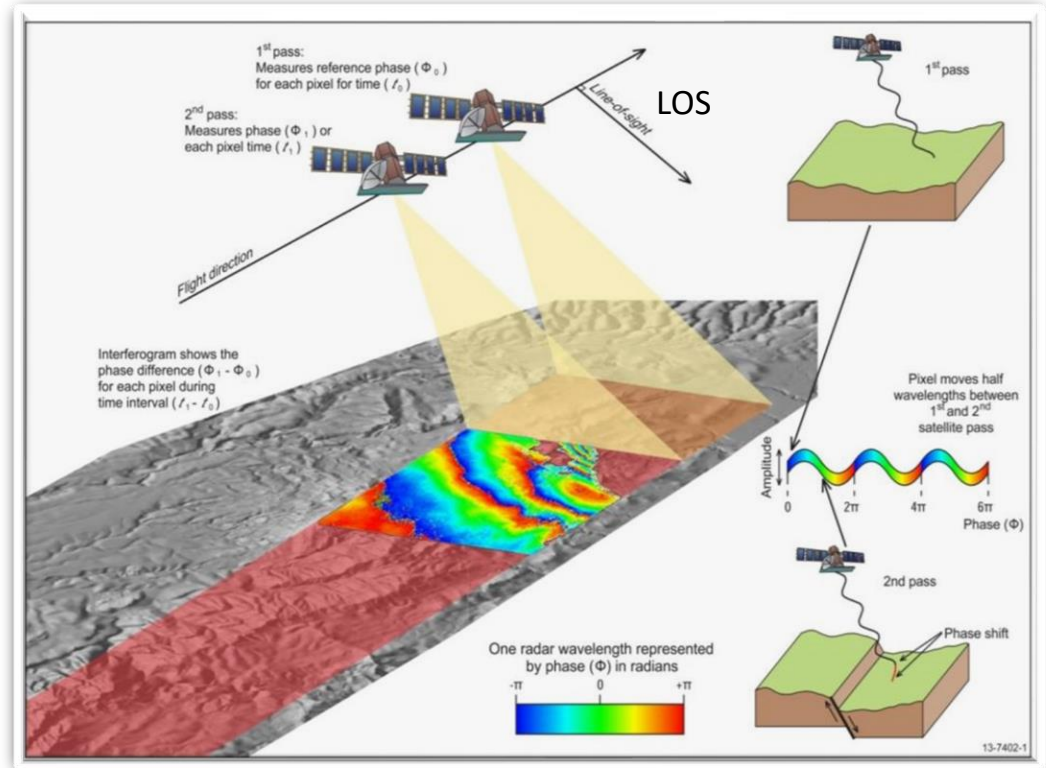 1st pass:
Measures reference phase (Φ₀)
for each pixel for time (t₀)
2nd pass:
Measures phase (Φ₁) or
each pixel time (t₁)
Line-of-sight
LOS
Flight direction
1st pass
Interferogram shows the
phase difference (Φ₁ - Φ₀)
for each pixel during
time interval (t₁ - t₀)
Pixel moves half
wavelengths between
1st and 2nd
satellite pass
Amplitude
0 2π 4π 6π
Phase (Φ)
2nd pass
Phase shift
One radar wavelength represented
by phase (Φ) in radians
-π 0 +π
13-7402-1